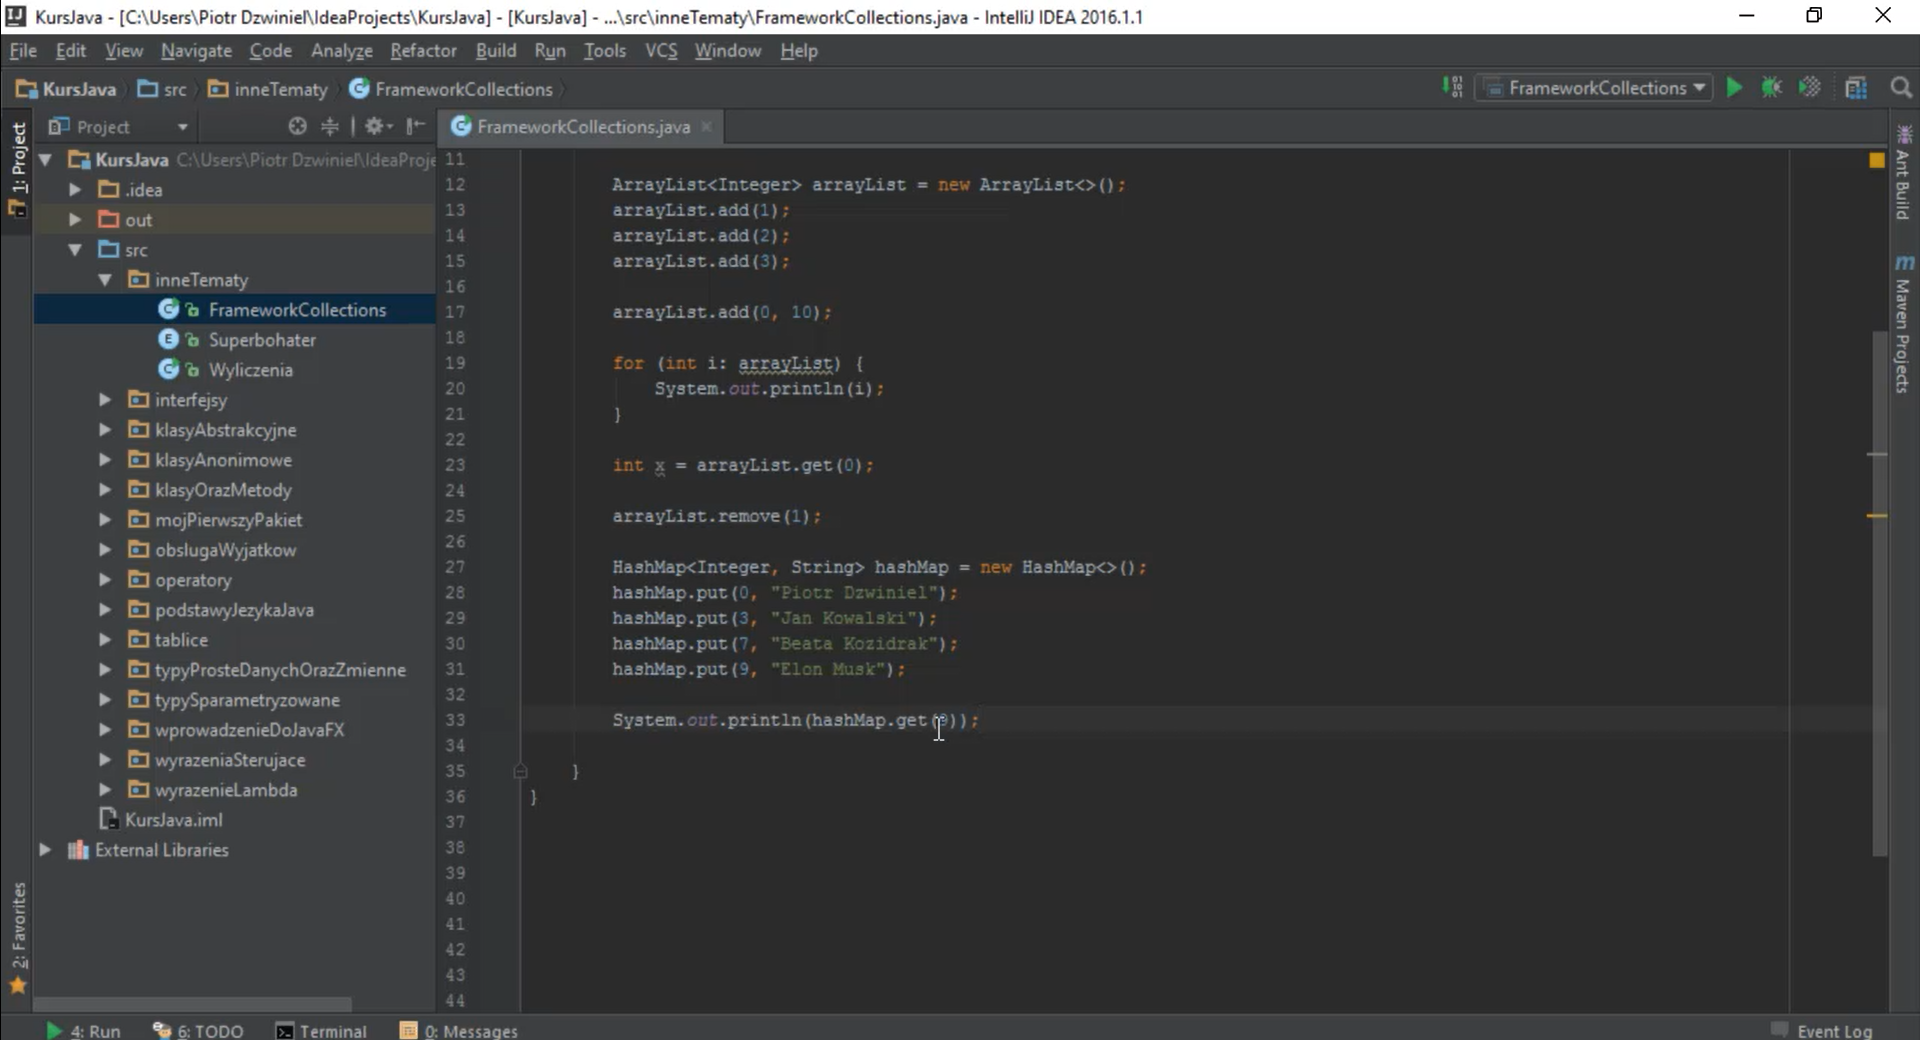 KursJava - [C:\Users\Piotr Dzwiniel\IdeaProjects\KursJava] - [KursJava] - ...\src\inneTematy\FrameworkCollections.java - IntelliJ IDEA 2016.1.1
File Edit View Navigate Code Analyze Refactor Build Run Tools VCS Window Help
KursJava src inneTematy FrameworkCollections
FrameworkCollections
Project
FrameworkCollections.java
1: Project
2: Favorites
KursJava C:\Users\Piotr Dzwiniel\IdeaProje
.idea
out
src
inneTematy
FrameworkCollections
Superbohater
Wyliczenia
interfejsy
klasyAbstrakcyjne
klasyAnonimowe
klasyOrazMetody
mojPierwszyPakiet
obslugaWyjatkow
operatory
podstawyJezykaJava
tablice
typyProsteDanychOrazZmienne
typySparametryzowane
wprowadzenieDoJavaFX
wyrazeniaSterujace
wyrazenieLambda
KursJava.iml
External Libraries
11
12 ArrayList<Integer> arrayList = new ArrayList<>();
13 arrayList.add(1);
14 arrayList.add(2);
15 arrayList.add(3);
16
17 arrayList.add(0, 10);
18
19 for (int i: arrayList) {
20 System.out.println(i);
21 }
22
23 int x = arrayList.get(0);
24
25 arrayList.remove(1);
26
27 HashMap<Integer, String> hashMap = new HashMap<>();
28 hashMap.put(0, "Piotr Dzwiniel");
29 hashMap.put(3, "Jan Kowalski");
30 hashMap.put(7, "Beata Kozidrak");
31 hashMap.put(9, "Elon Musk");
32
33 System.out.println(hashMap.get(9));
34
35 }
36 }
37
38
39
40
41
42
43
44
Ant Build
m Maven Projects
4: Run 6: TODO Terminal 0: Messages Event Log